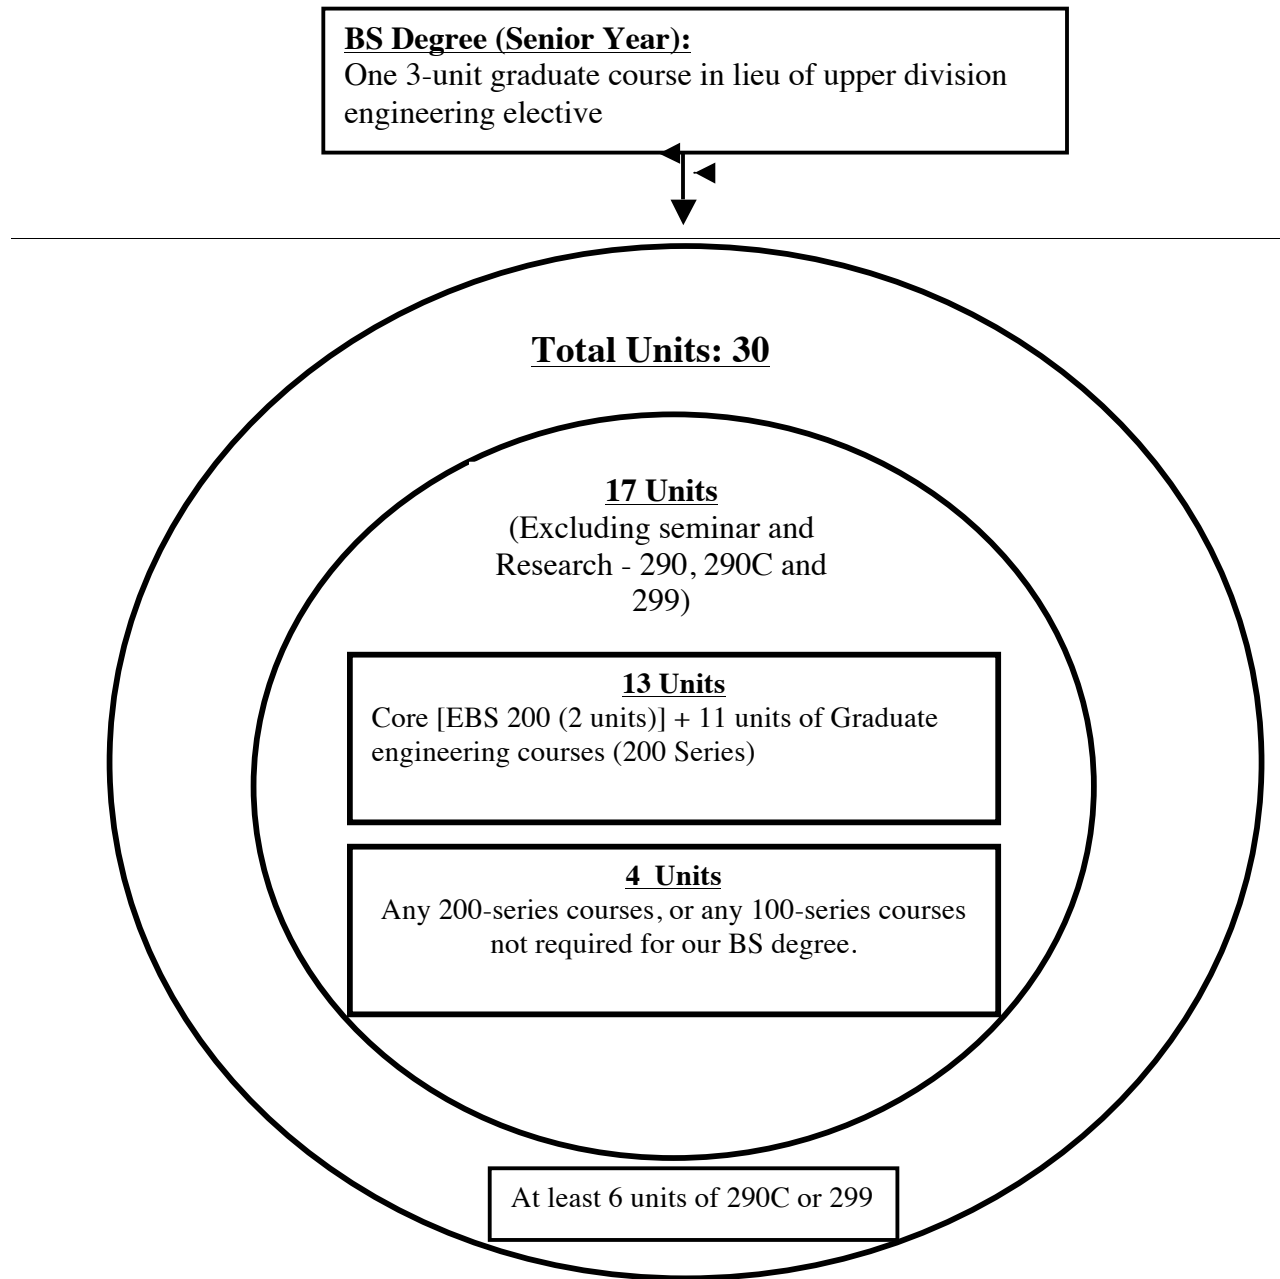 BS Degree (Senior Year):
One 3-unit graduate course in lieu of upper division
engineering elective
Total Units: 30
17 Units
(Excluding seminar and
Research - 290, 290C and
299)
13 Units
Core [EBS 200 (2 units)] + 11 units of Graduate
engineering courses (200 Series)
4 Units
Any 200-series courses, or any 100-series courses
not required for our BS degree.
At least 6 units of 290C or 299